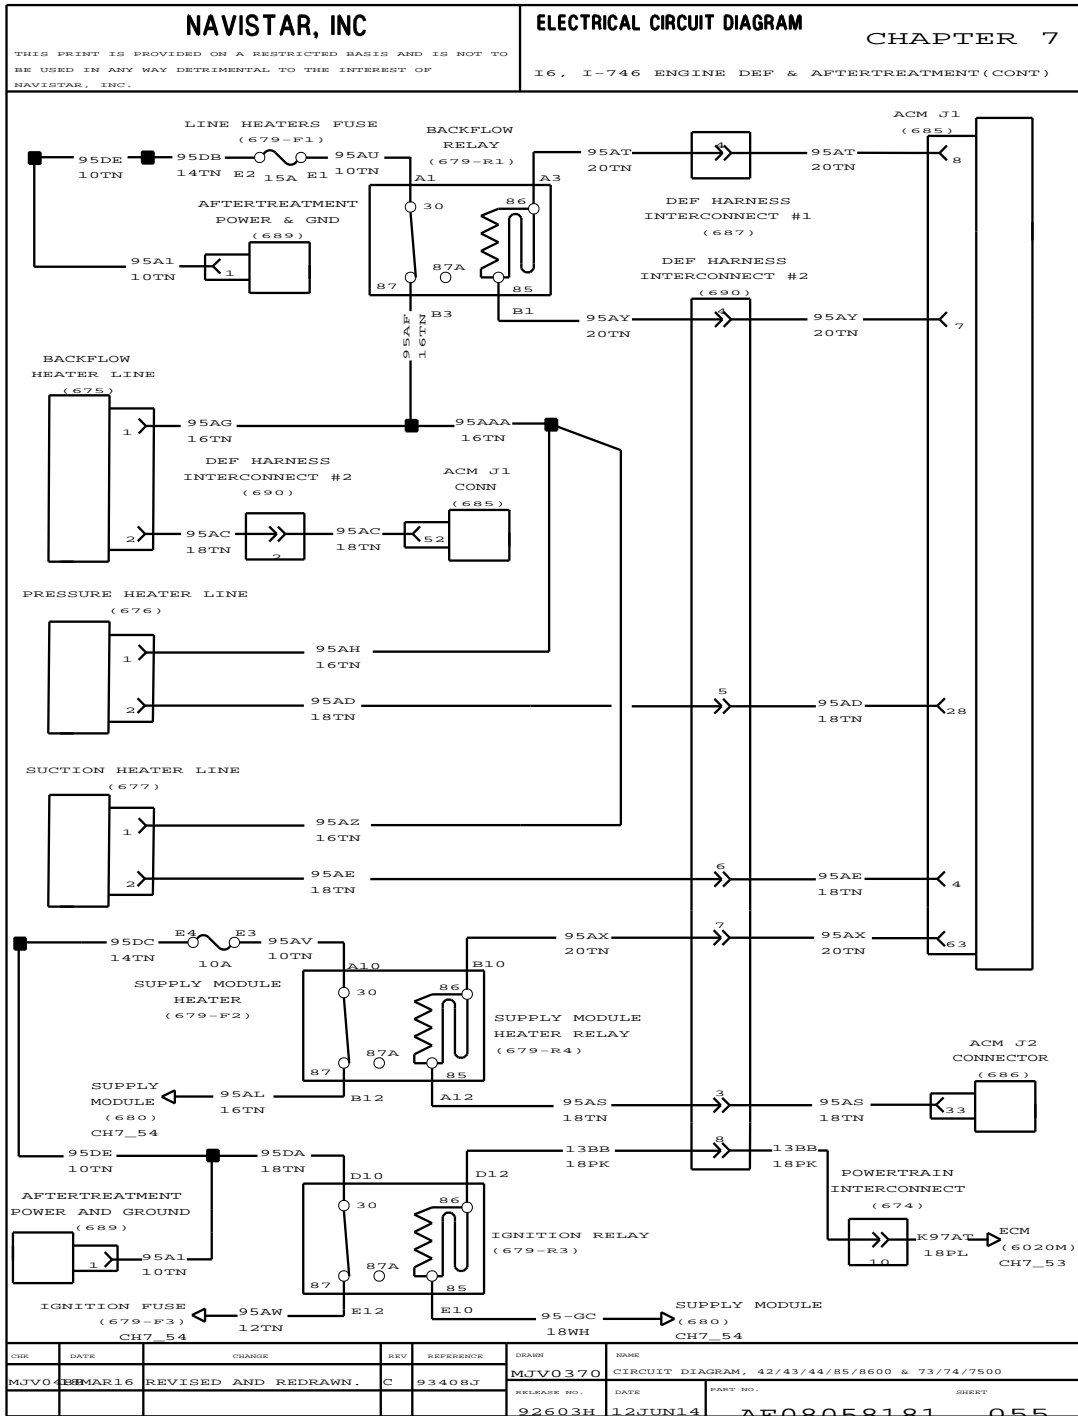 NAVISTAR, INC
THIS PRINT IS PROVIDED ON A RESTRICTED BASIS AND IS NOT TO
BE USED IN ANY WAY DETRIMENTAL TO THE INTEREST OF
NAVISTAR, INC.
ELECTRICAL CIRCUIT DIAGRAM
CHAPTER 7
I6, I-746 ENGINE DEF & AFTERTREATMENT(CONT)
LINE HEATERS FUSE
(679-F1)
BACKFLOW
RELAY
(679-R1)
ACM J1
(685)
95DE
10TN
95DB
14TN
E2
15A
E1
95AU
10TN
A1
A3
95AT
20TN
4
95AT
20TN
8
AFTERTREATMENT
POWER & GND
(689)
30
86
87A
87
85
DEF HARNESS
INTERCONNECT #1
(687)
95A1
10TN
1
DEF HARNESS
INTERCONNECT #2
(690)
B3
B1
95AF
16TN
95AY
20TN
4
95AY
20TN
7
BACKFLOW
HEATER LINE
(675)
1
95AG
16TN
95AAA
16TN
DEF HARNESS
INTERCONNECT #2
(690)
ACM J1
CONN
(685)
2
95AC
18TN
2
95AC
18TN
52
PRESSURE HEATER LINE
(676)
1
95AH
16TN
2
95AD
18TN
5
95AD
18TN
28
SUCTION HEATER LINE
(677)
1
95AZ
16TN
2
95AE
18TN
6
95AE
18TN
4
95DC
14TN
E4
E3
10A
95AV
10TN
A10
B10
95AX
20TN
7
95AX
20TN
63
SUPPLY MODULE
HEATER
(679-F2)
30
86
87A
87
85
SUPPLY MODULE
HEATER RELAY
(679-R4)
ACM J2
CONNECTOR
(686)
SUPPLY
MODULE
(680)
CH7_54
95AL
16TN
B12
A12
95AS
18TN
3
95AS
18TN
33
95DE
10TN
95DA
18TN
D10
D12
13BB
18PK
8
13BB
18PK
AFTERTREATMENT
POWER AND GROUND
(689)
1
95A1
10TN
30
86
87A
87
85
IGNITION RELAY
(679-R3)
POWERTRAIN
INTERCONNECT
(674)
10
K97AT
18PL
ECM
(6020M)
CH7_53
IGNITION FUSE
(679-F3)
CH7_54
95AW
12TN
E12
E10
95-GC
18WH
SUPPLY MODULE
(680)
CH7_54
CHK
DATE
CHANGE
REV
REFERENCE
DRAWN
NAME
MAR16
REVISED AND REDRAWN.
C
93408J
MJV0370
CIRCUIT DIAGRAM, 42/43/44/85/8600 & 73/74/7500
RELEASE NO.
DATE
PART NO.
SHEET
92603H
12JUN14
AF08058181
055